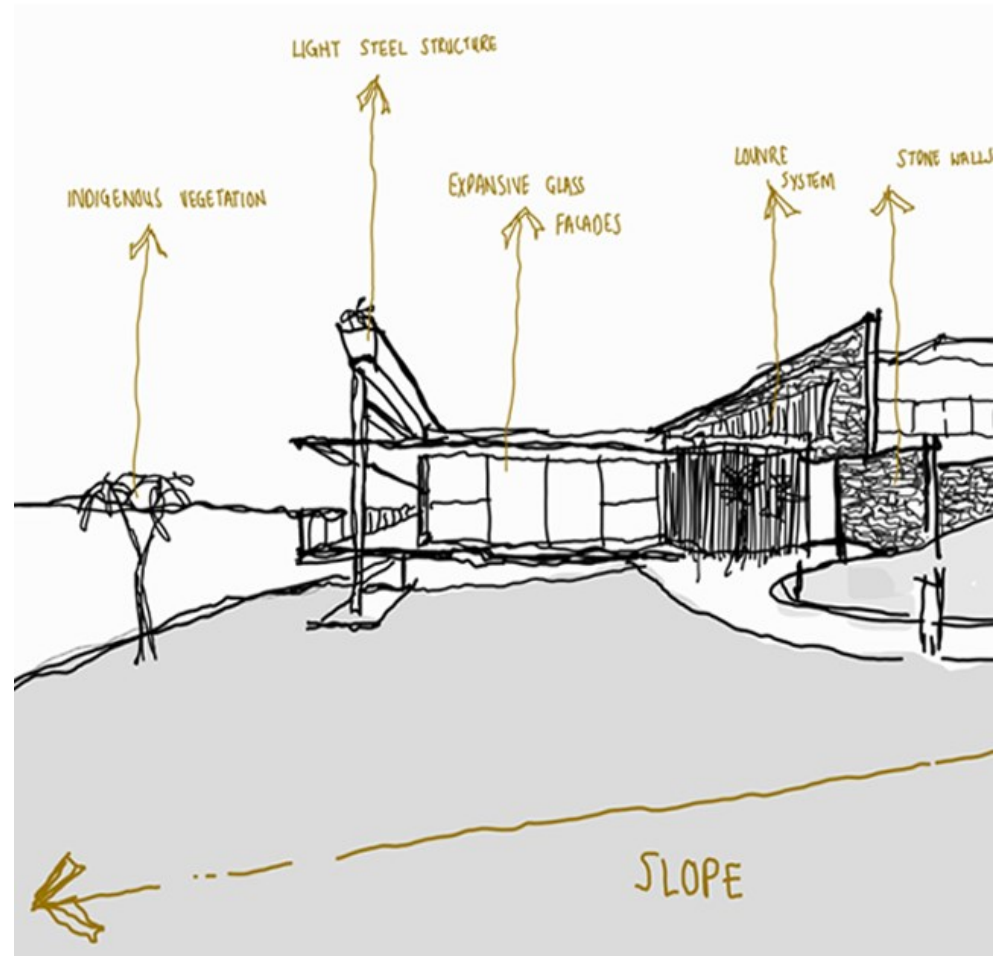 LIGHT STEEL STRUCTURE
INDIGENOUS VEGETATION
EXPANSIVE GLASS
FACADES
LOUVRE
SYSTEM
STONE WALLS
SLOPE